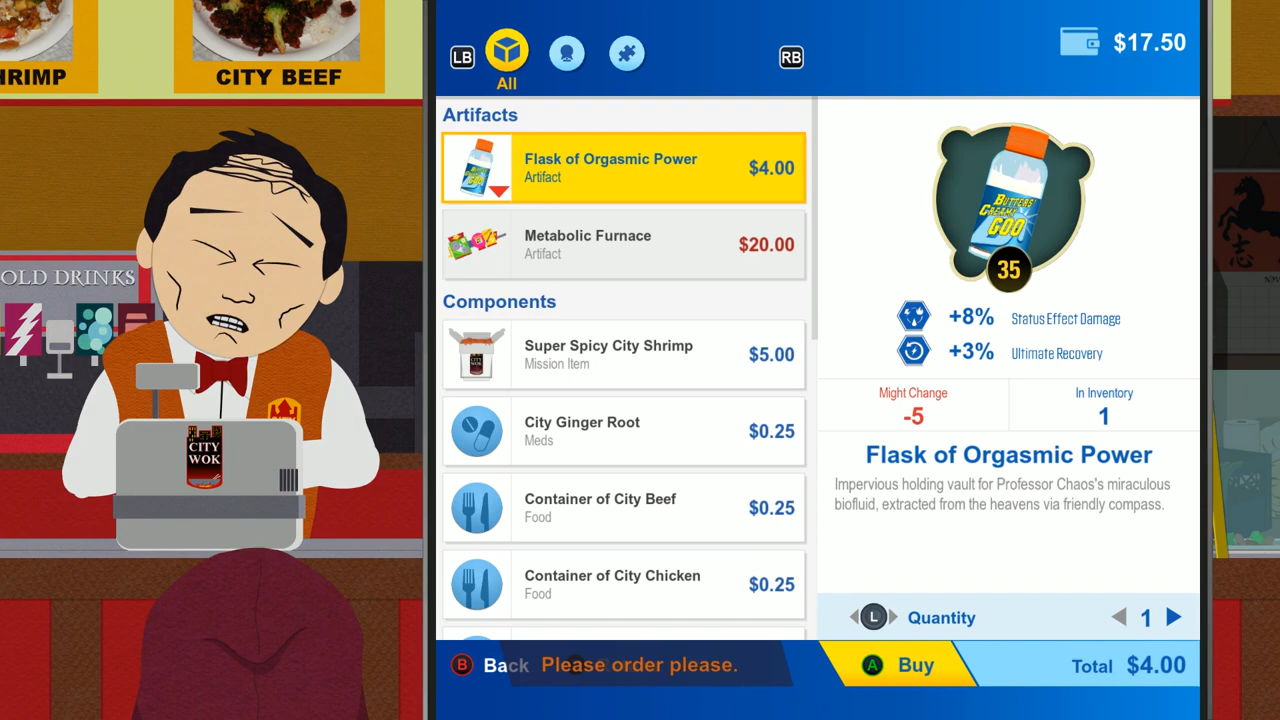 HRIMP
CITY BEEF
OLD DRINKS
CITY
WOK
LB
All
RB
$17.50
Artifacts
Flask of Orgasmic Power
Artifact
$4.00
Metabolic Furnace
Artifact
$20.00
Components
Super Spicy City Shrimp
Mission Item
$5.00
City Ginger Root
Meds
$0.25
Container of City Beef
Food
$0.25
Container of City Chicken
Food
$0.25
BUTTERS'
CREAMY
GOO
35
+8% Status Effect Damage
+3% Ultimate Recovery
Might Change
-5
In Inventory
1
Flask of Orgasmic Power
Impervious holding vault for Professor Chaos's miraculous
biofluid, extracted from the heavens via friendly compass.
L Quantity 1
B Back Please order please.
A Buy
Total $4.00
志